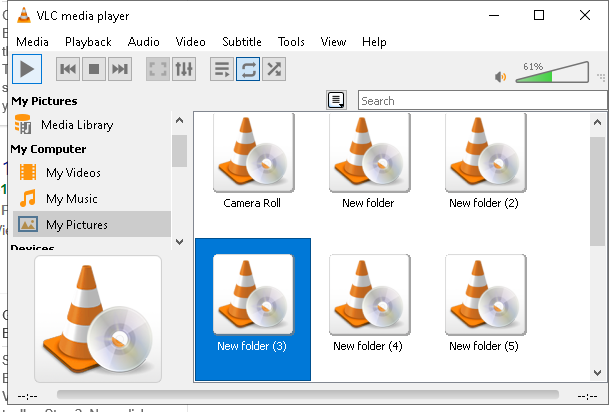 VLC media player
Media Playback Audio Video Subtitle Tools View Help
61%
My Pictures
Search
Media Library
My Computer
My Videos
My Music
My Pictures
Devices
Camera Roll
New folder
New folder (2)
New folder (3)
New folder (4)
New folder (5)
--:--
--:--